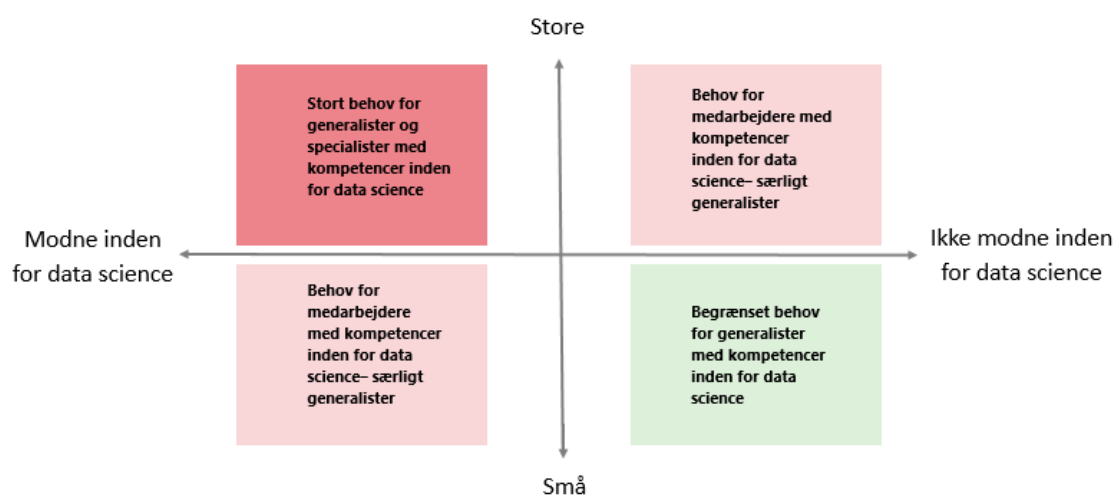 Store
Stort behov for
generalister og
specialister med
kompetencer inden
for data science
Behov for
medarbejdere med
kompetencer
inden for data
science– særligt
generalister
Modne inden
for data science
Ikke modne inden
for data science
Behov for
medarbejdere
med kompetencer
inden for data
science– særligt
generalister
Begrænset behov
for generalister
med kompetencer
inden for data
science
Små